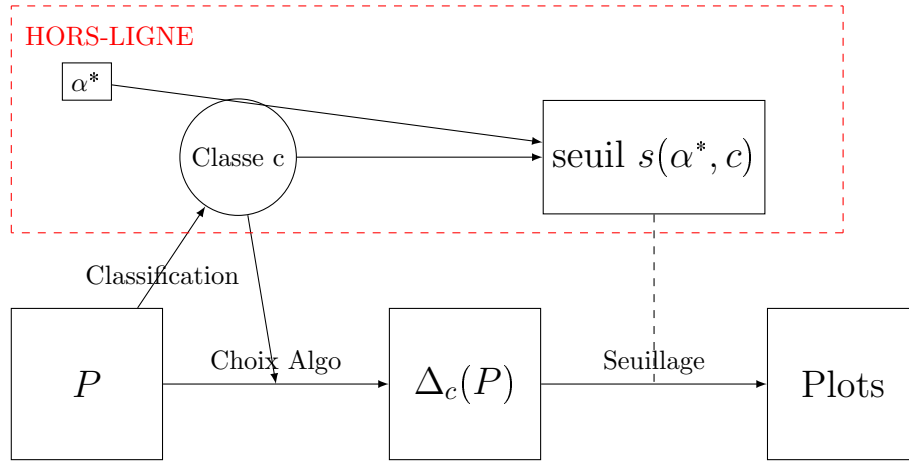 HORS-LIGNE
α*
Classe c
seuil s(α*, c)
Classification
P
Choix Algo
Δc(P)
Seuillage
Plots